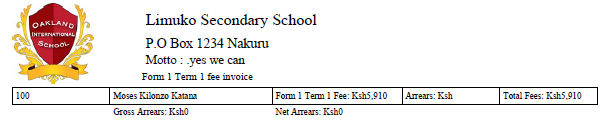 OAKLAND
INTERNATIONAL
SCHOOL
Limuko Secondary School
P.O Box 1234 Nakuru
Motto : .yes we can
Form 1 Term 1 fee invoice
100 Moses Kilonzo Katana Form 1 Term 1 Fee: Ksh5,910 Arrears: Ksh Total Fees: Ksh5,910
Gross Arrears: Ksh0 Net Arrears: Ksh0